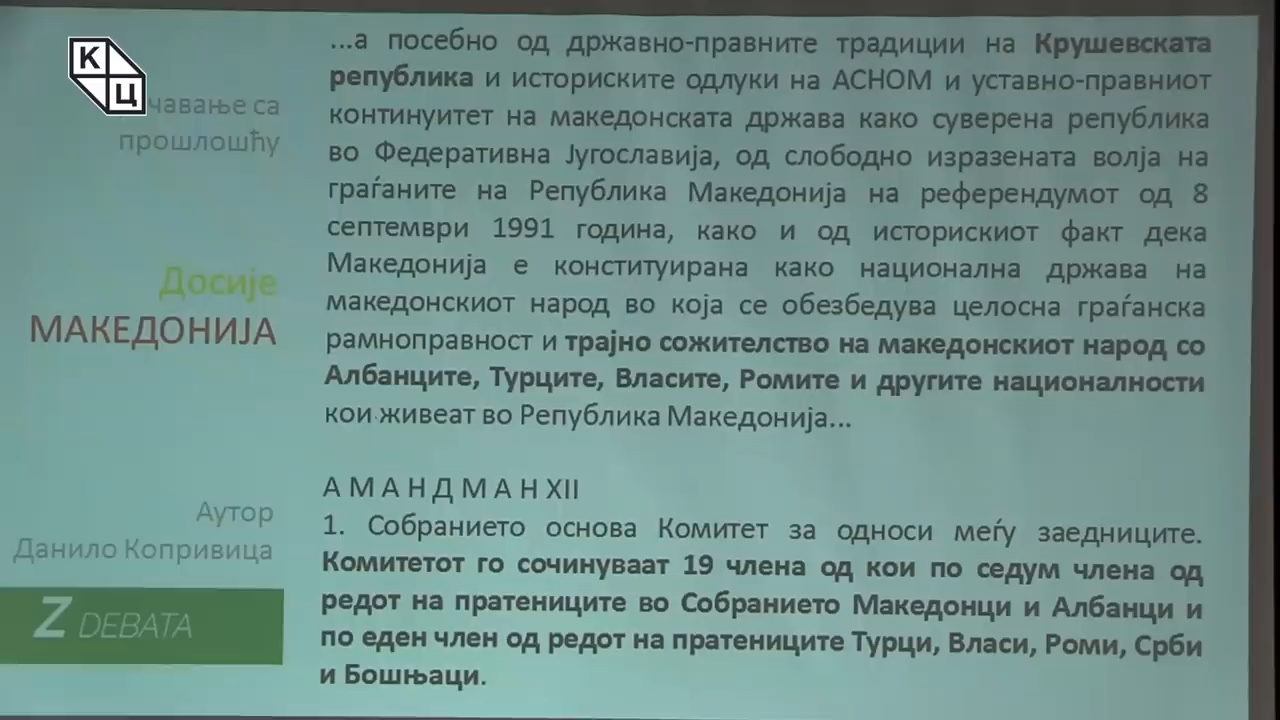 К
Ц
чавање са
прошлошћу
Досије
МАКЕДОНИЈА
Аутор
Данило Копривица
Z DEBATA
...а посебно од државно-правните традиции на Крушевската
република и историските одлуки на АСНОМ и уставно-правниот
континуитет на македонската држава како суверена република
во Федеративна Југославија, од слободно изразената волја на
граѓаните на Република Македонија на референдумот од 8
септември 1991 година, како и од историскиот факт дека
Македонија е конституирана како национална држава на
македонскиот народ во која се обезбедува целосна граѓанска
рамноправност и трајно сожителство на македонскиот народ со
Албанците, Турците, Власите, Ромите и другите националности
кои живеат во Република Македонија...
А М А Н Д М А Н XII
1. Собранието основа Комитет за односи меѓу заедниците.
Комитетот го сочинуваат 19 члена од кои по седум члена од
редот на пратениците во Собранието Македонци и Албанци и
по еден член од редот на пратениците Турци, Власи, Роми, Срби
и Бошњаци.